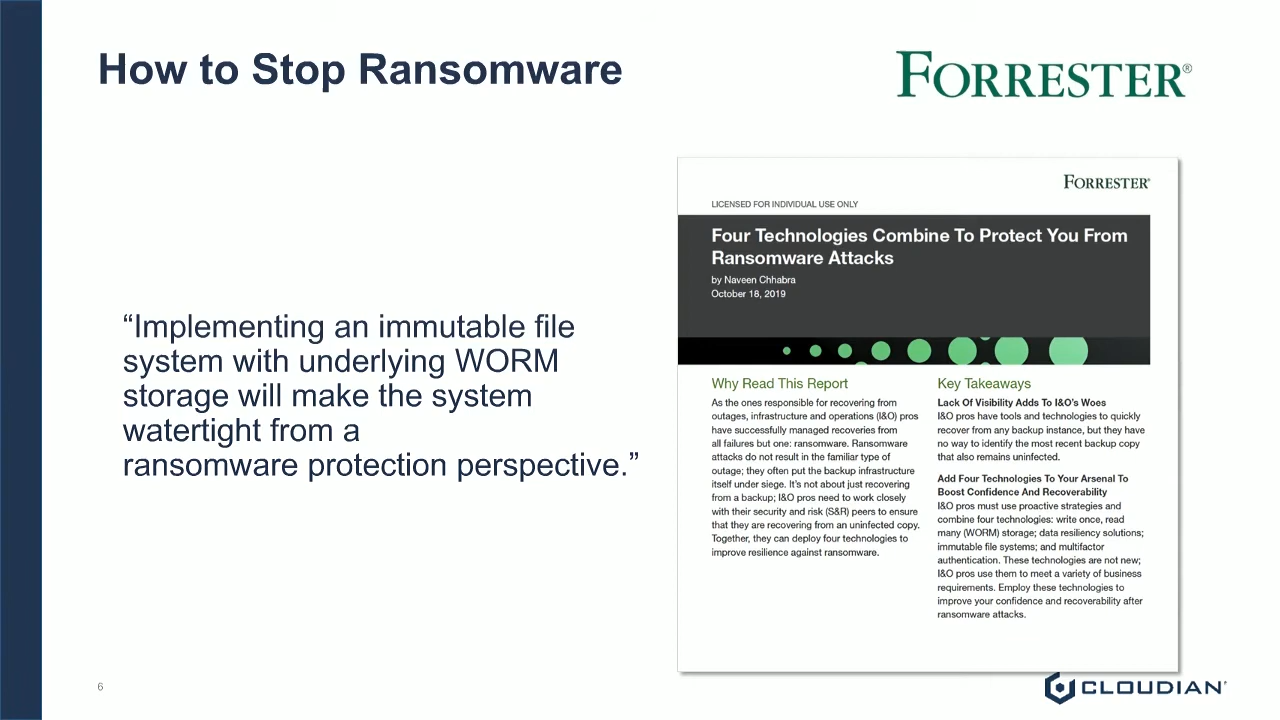 How to Stop Ransomware
FORRESTER®
“Implementing an immutable file
system with underlying WORM
storage will make the system
watertight from a
ransomware protection perspective.”
FORRESTER®
LICENSED FOR INDIVIDUAL USE ONLY
Four Technologies Combine To Protect You From
Ransomware Attacks
by Naveen Chhabra
October 18, 2019
Why Read This Report
As the ones responsible for recovering from
outages, infrastructure and operations (I&O) pros
have successfully managed recoveries from
all failures but one: ransomware. Ransomware
attacks do not result in the familiar type of
outage; they often put the backup infrastructure
itself under siege. It’s not about just recovering
from a backup; I&O pros need to work closely
with their security and risk (S&R) peers to ensure
that they are recovering from an uninfected copy.
Together, they can deploy four technologies to
improve resilience against ransomware.
Key Takeaways
Lack Of Visibility Adds To I&O’s Woes
I&O pros have tools and technologies to quickly
recover from any backup instance, but they have
no way to identify the most recent backup copy
that also remains uninfected.
Add Four Technologies To Your Arsenal To
Boost Confidence And Recoverability
I&O pros must use proactive strategies and
combine four technologies: write once, read
many (WORM) storage; data resiliency solutions;
immutable file systems; and multifactor
authentication. These technologies are not new;
I&O pros use them to meet a variety of business
requirements. Employ these technologies to
improve your confidence and recoverability after
ransomware attacks.
6
CLOUDIAN